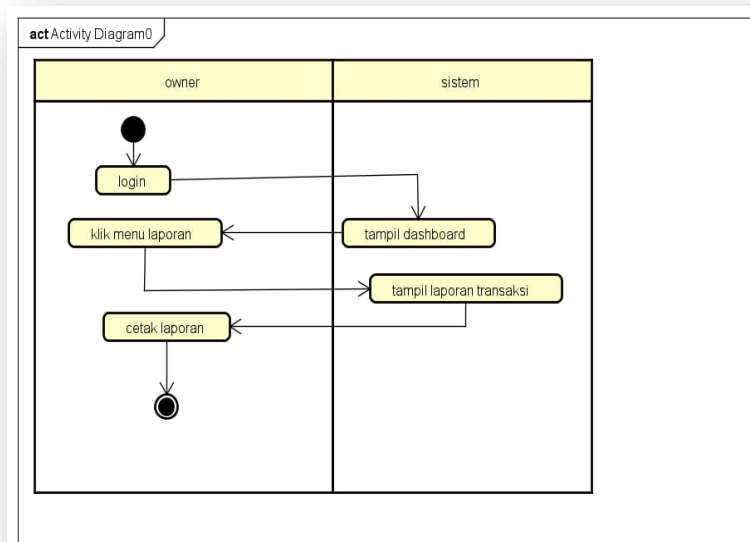 act Activity Diagram0
owner
sistem
login
klik menu laporan
tampil dashboard
tampil laporan transaksi
cetak laporan